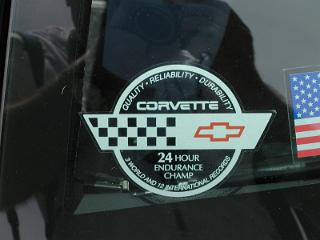 QUALITY · RELIABILITY · DURABILITY
CORVETTE
24 HOUR
ENDURANCE
CHAMP
3 WORLD AND 12 INTERNATIONAL RECORDS